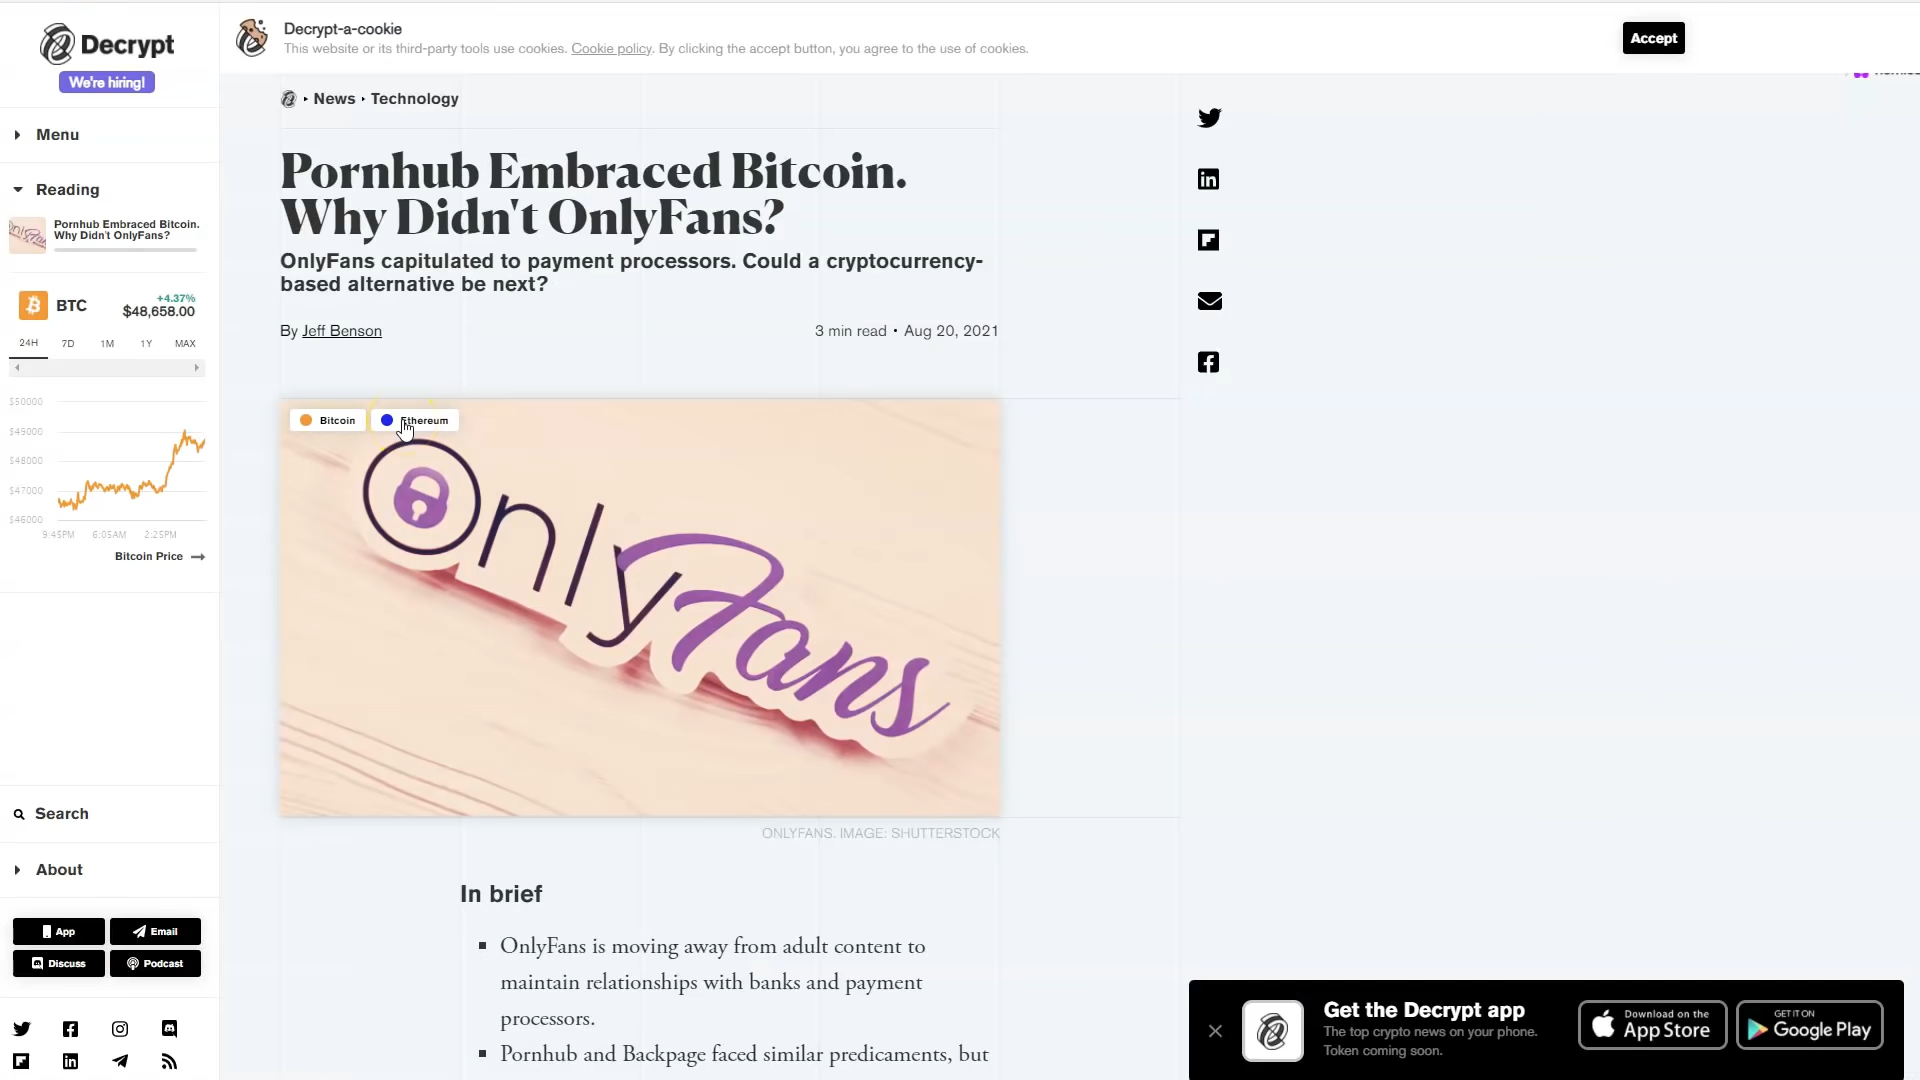 Decrypt
We're hiring!
Menu
Reading
Pornhub Embraced Bitcoin.
Why Didn't OnlyFans?
BTC
+4.37%
$48,658.00
24H 7D 1M 1Y MAX
$50000
$49000
$48000
$47000
$46000
9:45PM 6:05AM 2:25PM
Bitcoin Price
Search
About
App Email
Discuss Podcast
Decrypt-a-cookie
This website or its third-party tools use cookies. Cookie policy. By clicking the accept button, you agree to the use of cookies.
Accept
News Technology
Pornhub Embraced Bitcoin.
Why Didn't OnlyFans?
OnlyFans capitulated to payment processors. Could a cryptocurrency-
based alternative be next?
By Jeff Benson 3 min read • Aug 20, 2021
Bitcoin Ethereum
OnlyFans
ONLYFANS. IMAGE: SHUTTERSTOCK
In brief
▪ OnlyFans is moving away from adult content to
maintain relationships with banks and payment
processors.
▪ Pornhub and Backpage faced similar predicaments, but
Get the Decrypt app
The top crypto news on your phone.
Token coming soon.
Download on the
App Store
GET IT ON
Google Play